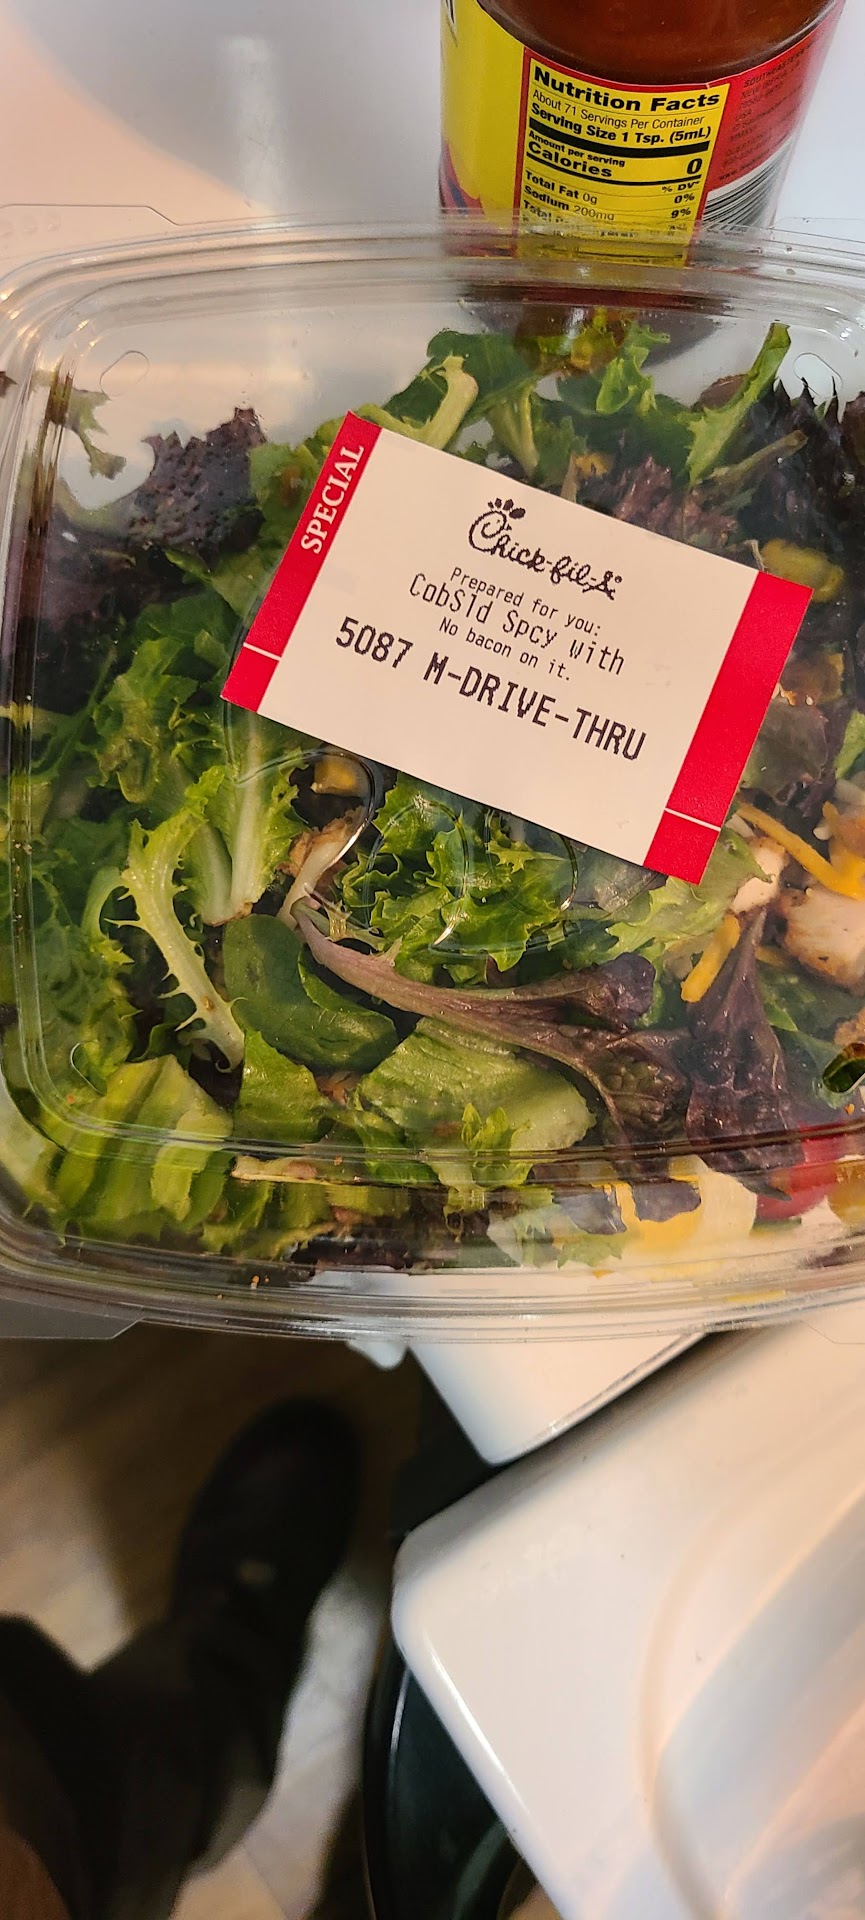 Nutrition Facts
About 71 Servings Per Container
Serving Size 1 Tsp. (5mL)
Amount per serving
Calories 0
% DV*
Total Fat 0g 0%
Sodium 200mg 9%
Total
USA
SPECIAL
Chick-fil-A
Prepared for you:
CobSld Spcy with
No bacon on it.
5087 M-DRIVE-THRU